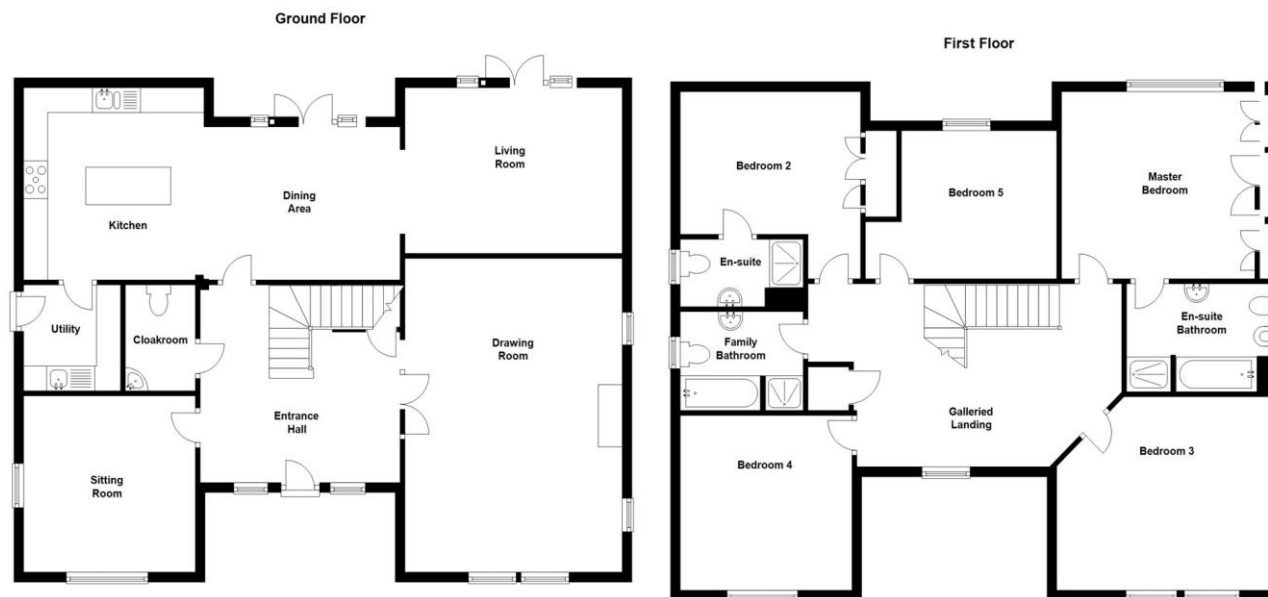 Ground Floor
Living
Room
Dining
Area
Kitchen
Utility
Cloakroom
Drawing
Room
Entrance
Hall
Sitting
Room
First Floor
Bedroom 2
Bedroom 5
Master
Bedroom
En-suite
En-suite
Bathroom
Family
Bathroom
Galleried
Landing
Bedroom 4
Bedroom 3